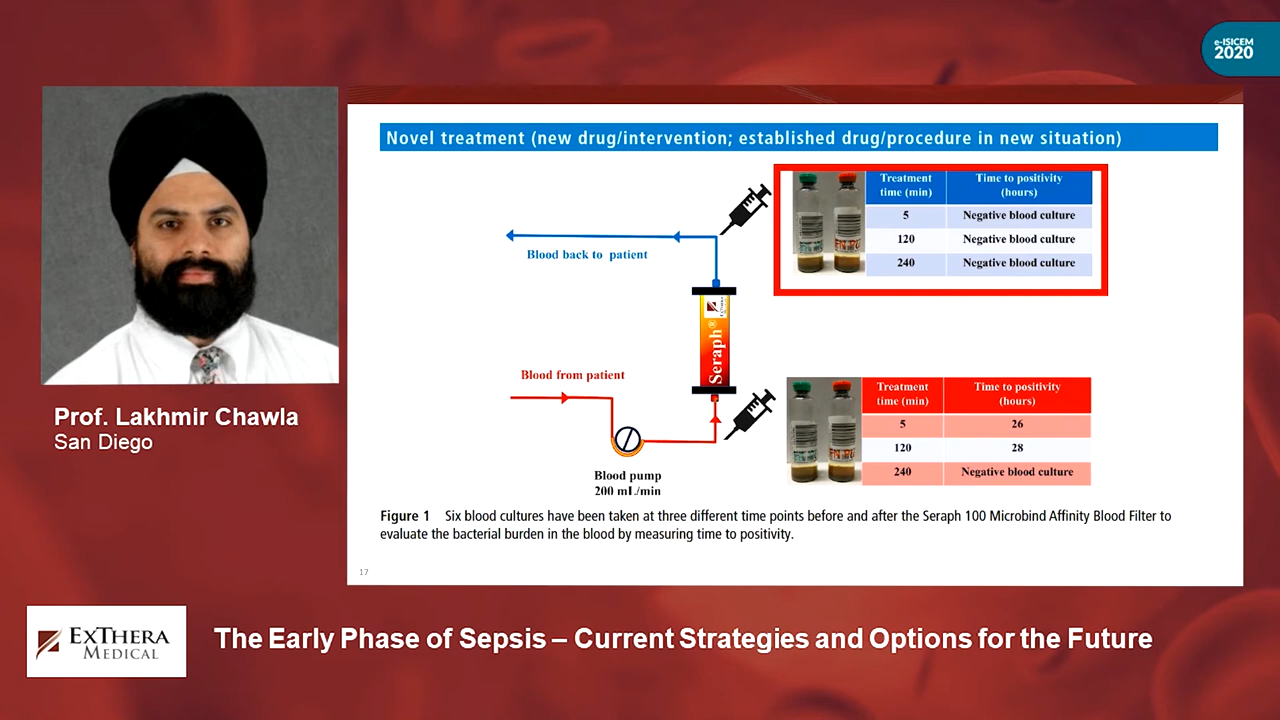 e-ISICEM
2020
Novel treatment (new drug/intervention; established drug/procedure in new situation)
Treatment
time (min)
Time to positivity
(hours)
5 Negative blood culture
120 Negative blood culture
240 Negative blood culture
Blood back to patient
EXTHERA
Seraph®
Blood from patient
Blood pump
200 mL/min
Treatment
time (min)
Time to positivity
(hours)
5 26
120 28
240 Negative blood culture
Figure 1 Six blood cultures have been taken at three different time points before and after the Seraph 100 Microbind Affinity Blood Filter to
evaluate the bacterial burden in the blood by measuring time to positivity.
17
Prof. Lakhmir Chawla
San Diego
EXTHERA
MEDICAL
The Early Phase of Sepsis – Current Strategies and Options for the Future